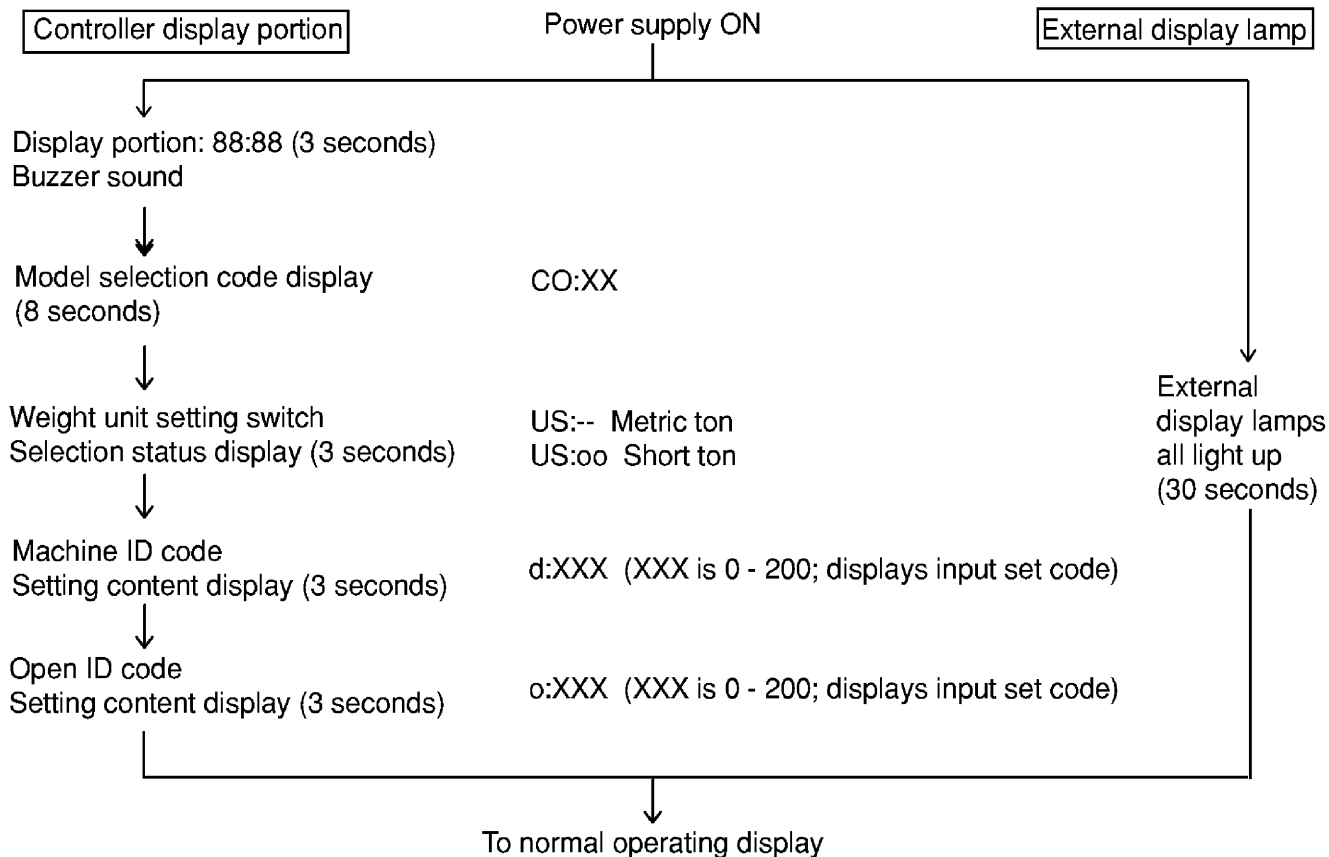 Controller display portion
Power supply ON
External display lamp
Display portion: 88:88 (3 seconds)
Buzzer sound
Model selection code display
(8 seconds)
CO:XX
Weight unit setting switch
Selection status display (3 seconds)
US:-- Metric ton
US:oo Short ton
External
display lamps
all light up
(30 seconds)
Machine ID code
Setting content display (3 seconds)
d:XXX (XXX is 0 - 200; displays input set code)
Open ID code
Setting content display (3 seconds)
o:XXX (XXX is 0 - 200; displays input set code)
To normal operating display